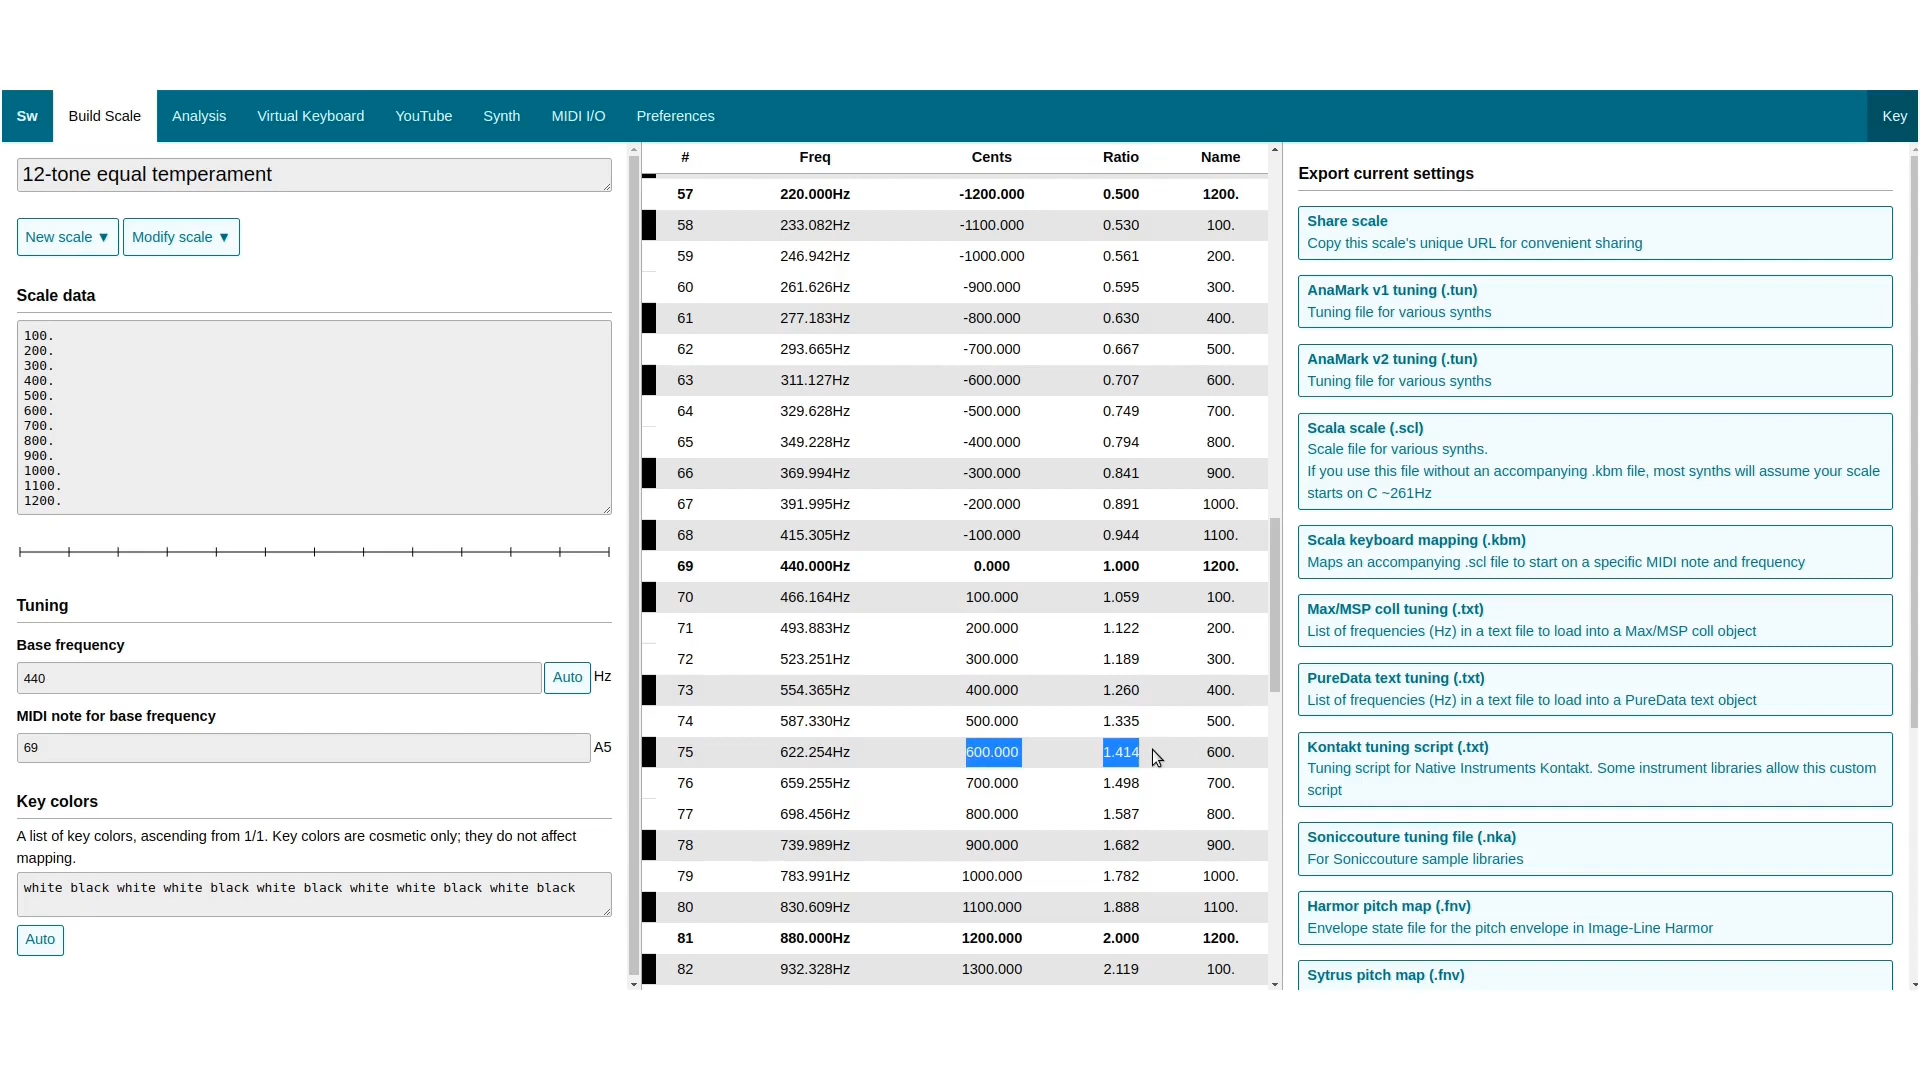 Sw Build Scale Analysis Virtual Keyboard YouTube Synth MIDI I/O Preferences Key
12-tone equal temperament
New scale ▼ Modify scale ▼
Scale data
100.
200.
300.
400.
500.
600.
700.
800.
900.
1000.
1100.
1200.
Tuning
Base frequency
440 Auto Hz
MIDI note for base frequency
69 A5
Key colors
A list of key colors, ascending from 1/1. Key colors are cosmetic only; they do not affect
mapping.
white black white white black white black white white black white black
Auto
# Freq Cents Ratio Name
57 220.000Hz -1200.000 0.500 1200.
58 233.082Hz -1100.000 0.530 100.
59 246.942Hz -1000.000 0.561 200.
60 261.626Hz -900.000 0.595 300.
61 277.183Hz -800.000 0.630 400.
62 293.665Hz -700.000 0.667 500.
63 311.127Hz -600.000 0.707 600.
64 329.628Hz -500.000 0.749 700.
65 349.228Hz -400.000 0.794 800.
66 369.994Hz -300.000 0.841 900.
67 391.995Hz -200.000 0.891 1000.
68 415.305Hz -100.000 0.944 1100.
69 440.000Hz 0.000 1.000 1200.
70 466.164Hz 100.000 1.059 100.
71 493.883Hz 200.000 1.122 200.
72 523.251Hz 300.000 1.189 300.
73 554.365Hz 400.000 1.260 400.
74 587.330Hz 500.000 1.335 500.
75 622.254Hz 600.000 1.414 600.
76 659.255Hz 700.000 1.498 700.
77 698.456Hz 800.000 1.587 800.
78 739.989Hz 900.000 1.682 900.
79 783.991Hz 1000.000 1.782 1000.
80 830.609Hz 1100.000 1.888 1100.
81 880.000Hz 1200.000 2.000 1200.
82 932.328Hz 1300.000 2.119 100.
Export current settings
Share scale
Copy this scale's unique URL for convenient sharing
AnaMark v1 tuning (.tun)
Tuning file for various synths
AnaMark v2 tuning (.tun)
Tuning file for various synths
Scala scale (.scl)
Scale file for various synths.
If you use this file without an accompanying .kbm file, most synths will assume your scale
starts on C ~261Hz
Scala keyboard mapping (.kbm)
Maps an accompanying .scl file to start on a specific MIDI note and frequency
Max/MSP coll tuning (.txt)
List of frequencies (Hz) in a text file to load into a Max/MSP coll object
PureData text tuning (.txt)
List of frequencies (Hz) in a text file to load into a PureData text object
Kontakt tuning script (.txt)
Tuning script for Native Instruments Kontakt. Some instrument libraries allow this custom
script
Soniccouture tuning file (.nka)
For Soniccouture sample libraries
Harmor pitch map (.fnv)
Envelope state file for the pitch envelope in Image-Line Harmor
Sytrus pitch map (.fnv)